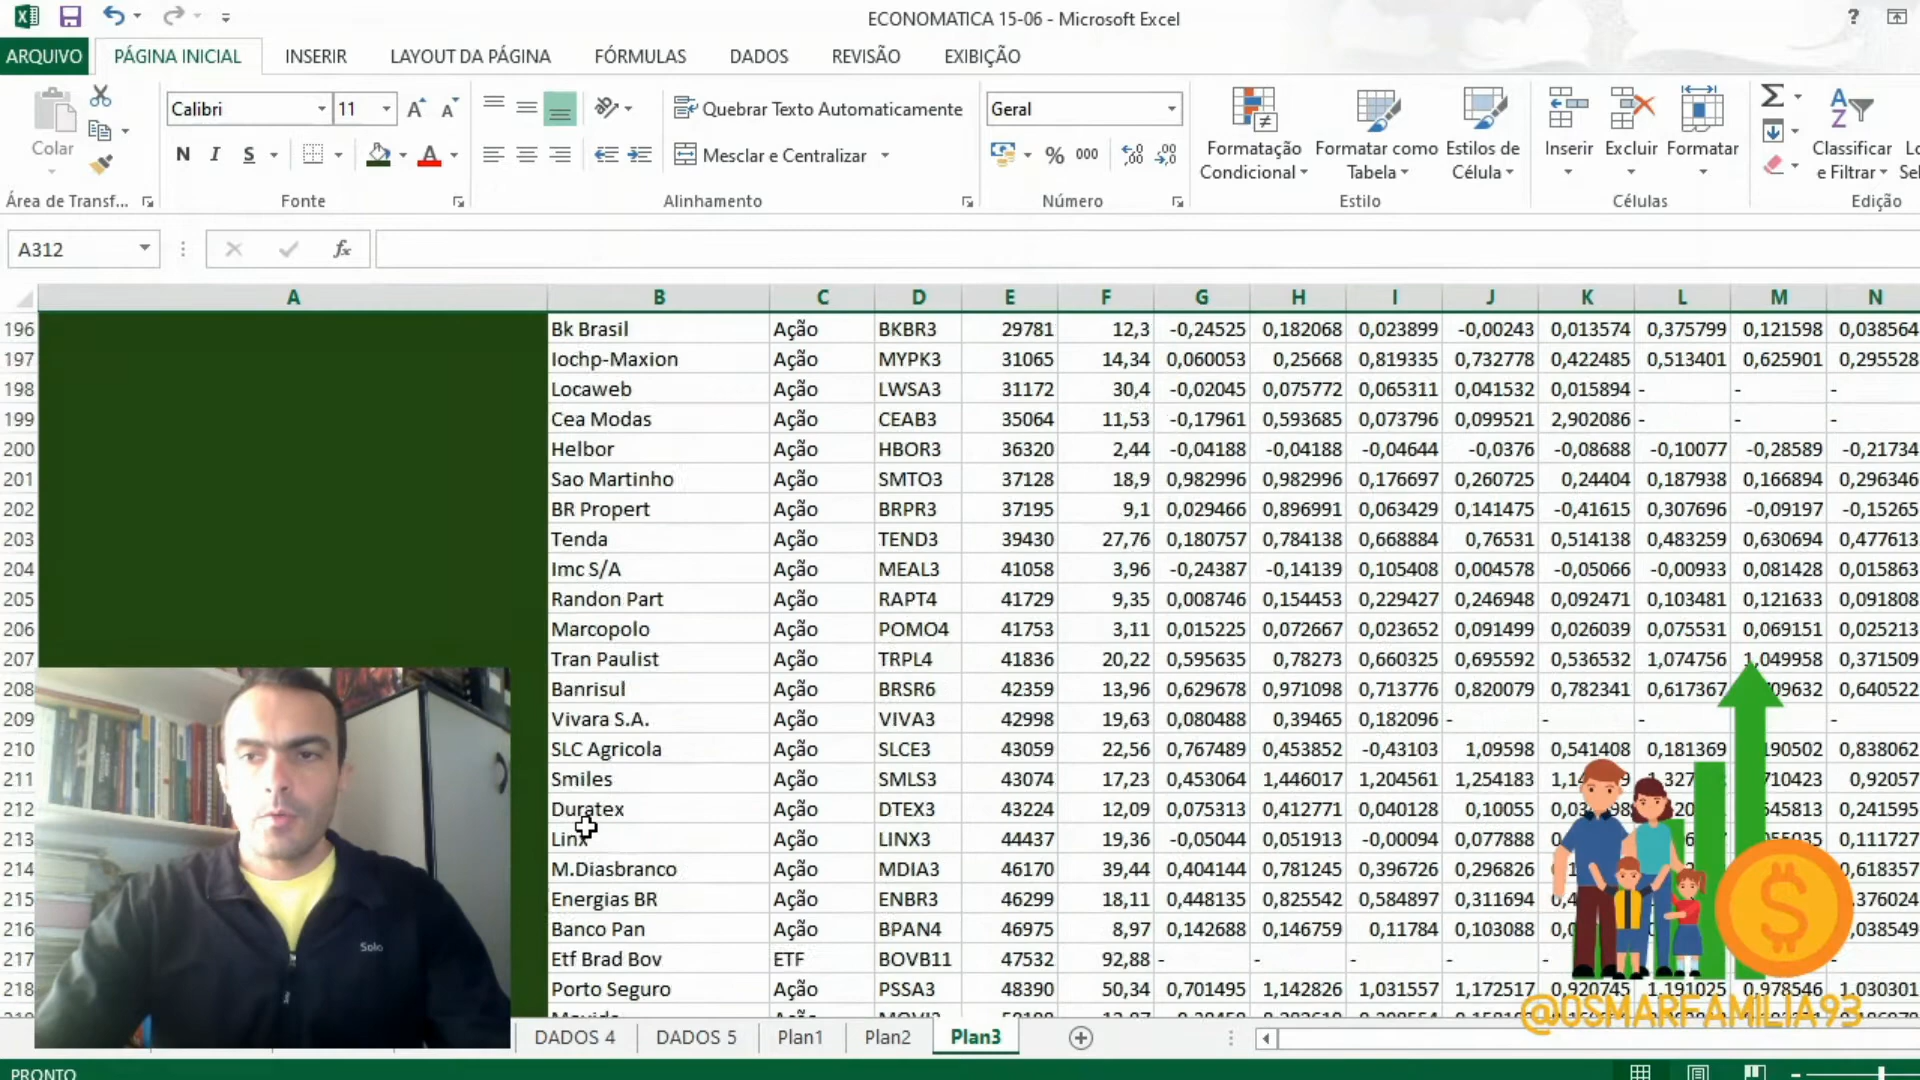 ECONOMATICA 15-06 - Microsoft Excel
?
ARQUIVO PÁGINA INICIAL INSERIR LAYOUT DA PÁGINA FÓRMULAS DADOS REVISÃO EXIBIÇÃO
Colar
Área de Transf...
Calibri 11
N I S
Fonte
Quebrar Texto Automaticamente
Mesclar e Centralizar
Alinhamento
Geral
% 000
Número
Formatação Condicional
Formatar como Tabela
Estilos de Célula
Estilo
Inserir Excluir Formatar
Células
Classificar e Filtrar
Edição
A312
fx
A B C D E F G H I J K L M N
196 Bk Brasil Ação BKBR3 29781 12,3 -0,24525 0,182068 0,023899 -0,00243 0,013574 0,375799 0,121598 0,038564
197 Iochp-Maxion Ação MYPK3 31065 14,34 0,060053 0,25668 0,819335 0,732778 0,422485 0,513401 0,625901 0,295528
198 Locaweb Ação LWSA3 31172 30,4 -0,02045 0,075772 0,065311 0,041532 0,015894 - - -
199 Cea Modas Ação CEAB3 35064 11,53 -0,17961 0,593685 0,073796 0,099521 2,902086 - - -
200 Helbor Ação HBOR3 36320 2,44 -0,04188 -0,04188 -0,04644 -0,0376 -0,08688 -0,10077 -0,28589 -0,21734
201 Sao Martinho Ação SMTO3 37128 18,9 0,982996 0,982996 0,176697 0,260725 0,24404 0,187938 0,166894 0,296346
202 BR Propert Ação BRPR3 37195 9,1 0,029466 0,896991 0,063429 0,141475 -0,41615 0,307696 -0,09197 -0,15265
203 Tenda Ação TEND3 39430 27,76 0,180757 0,784138 0,668884 0,76531 0,514138 0,483259 0,630694 0,477613
204 Imc S/A Ação MEAL3 41058 3,96 -0,24387 -0,14139 0,105408 0,004578 -0,05066 -0,00933 0,081428 0,015863
205 Randon Part Ação RAPT4 41729 9,35 0,008746 0,154453 0,229427 0,246948 0,092471 0,103481 0,121633 0,091808
206 Marcopolo Ação POMO4 41753 3,11 0,015225 0,072667 0,023652 0,091499 0,026039 0,075531 0,069151 0,025213
207 Tran Paulist Ação TRPL4 41836 20,22 0,595635 0,78273 0,660325 0,695592 0,536532 1,074756 1,049958 0,371509
208 Banrisul Ação BRSR6 42359 13,96 0,629678 0,971098 0,713776 0,820079 0,782341 0,617367 0,640522
209 Vivara S.A. Ação VIVA3 42998 19,63 0,080488 0,39465 0,182096 - - - -
210 SLC Agricola Ação SLCE3 43059 22,56 0,767489 0,453852 -0,43103 1,09598 0,541408 0,181369 0,838062
211 Smiles Ação SMLS3 43074 17,23 0,453064 1,446017 1,204561 1,254183 0,92057
212 Duratex Ação DTEX3 43224 12,09 0,075313 0,412771 0,040128 0,10055 0,241595
213 Linx Ação LINX3 44437 19,36 -0,05044 0,051913 -0,00094 0,077888 0,111727
214 M.Diasbranco Ação MDIA3 46170 39,44 0,404144 0,781245 0,396726 0,296826 0,618357
215 Energias BR Ação ENBR3 46299 18,11 0,448135 0,825542 0,584897 0,311694
216 Banco Pan Ação BPAN4 46975 8,97 0,142688 0,146759 0,11784 0,103088
217 Etf Brad Bov ETF BOVB11 47532 92,88 - - - - -
218 Porto Seguro Ação PSSA3 48390 50,34 0,701495 1,142826 1,031557 1,172517 0,920745 1,191025 0,978546 1,030301
Solo
$
@OSMARFAMILIA93
DADOS 4 DADOS 5 Plan1 Plan2 Plan3
PRONTO